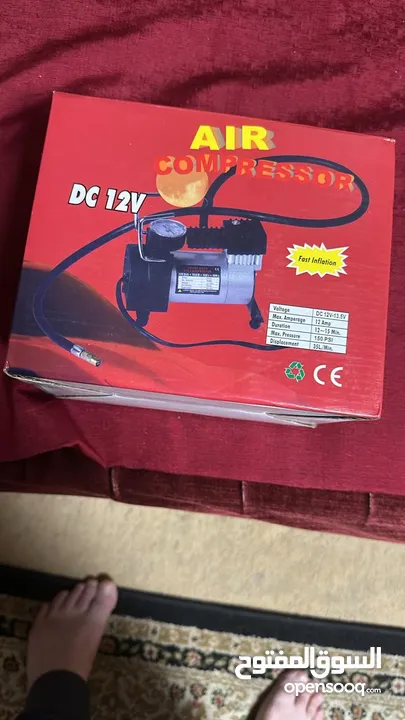 AIR
COMPRESSOR
DC 12V
Fast Inflation
Voltage DC 12V-13.5V
Max. Amperage 12 Amp
Duration 12—15 Min.
Max. Pressure 150 PSI
Displacement 35L/Min.
CE
السوق المفتوح
opensooq.com